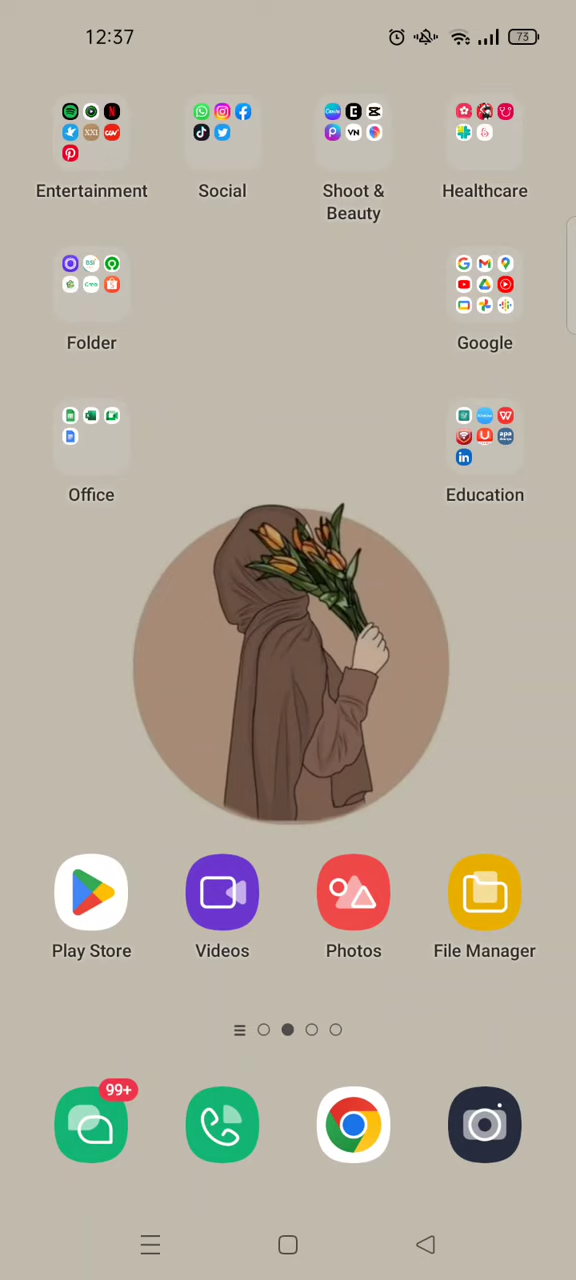 12:37
73
Entertainment
Social
Shoot &
Beauty
Healthcare
Folder
Google
Office
Education
Play Store
Videos
Photos
File Manager
99+